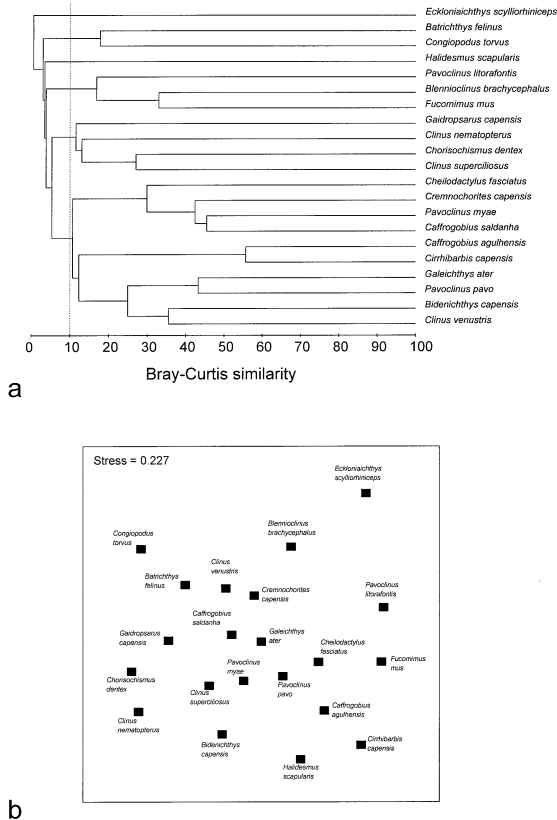 Eckloniaichthys scylliorhiniceps
Batrichthys felinus
Congiopodus torvus
Halidesmus scapularis
Pavoclinus litorafontis
Blennioclinus brachycephalus
Fucomimus mus
Gaidropsarus capensis
Clinus nematopterus
Chorisochismus dentex
Clinus superciliosus
Cheilodactylus fasciatus
Cremnochorites capensis
Pavoclinus myae
Caffrogobius saldanha
Caffrogobius agulhensis
Cirrhibarbis capensis
Galeichthys ater
Pavoclinus pavo
Bidenichthys capensis
Clinus venustris
0 10 20 30 40 50 60 70 80 90 100
Bray-Curtis similarity
a
Stress = 0.227
Eckloniaichthys
scylliorhiniceps
Blennioclinus
brachycephalus
Congiopodus
torvus
Clinus
venustris
Batrichthys
felinus
Cremnochorites
capensis
Pavoclinus
litorafontis
Caffrogobius
saldanha
Gaidropsarus
capensis
Galeichthys
ater
Cheilodactylus
fasciatus
Fucomimus
mus
Pavoclinus
myae
Chorisochismus
dentex
Pavoclinus
pavo
Clinus
superciliosus
Caffrogobius
agulhensis
Clinus
nematopterus
Bidenichthys
capensis
Cirrhibarbis
capensis
Halidesmus
scapularis
b